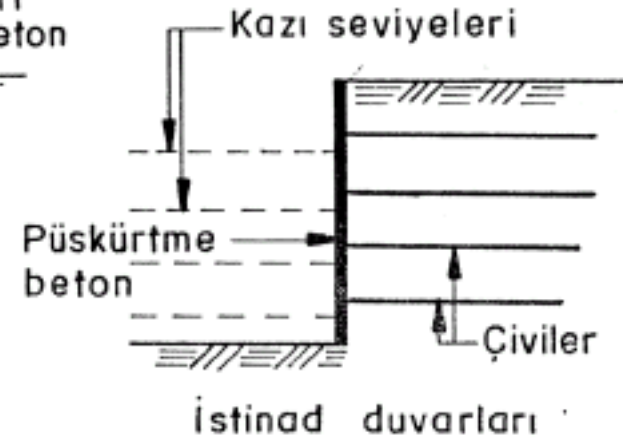 eton
Kazı seviyeleri
Püskürtme
beton
Çiviler
İstinad duvarları